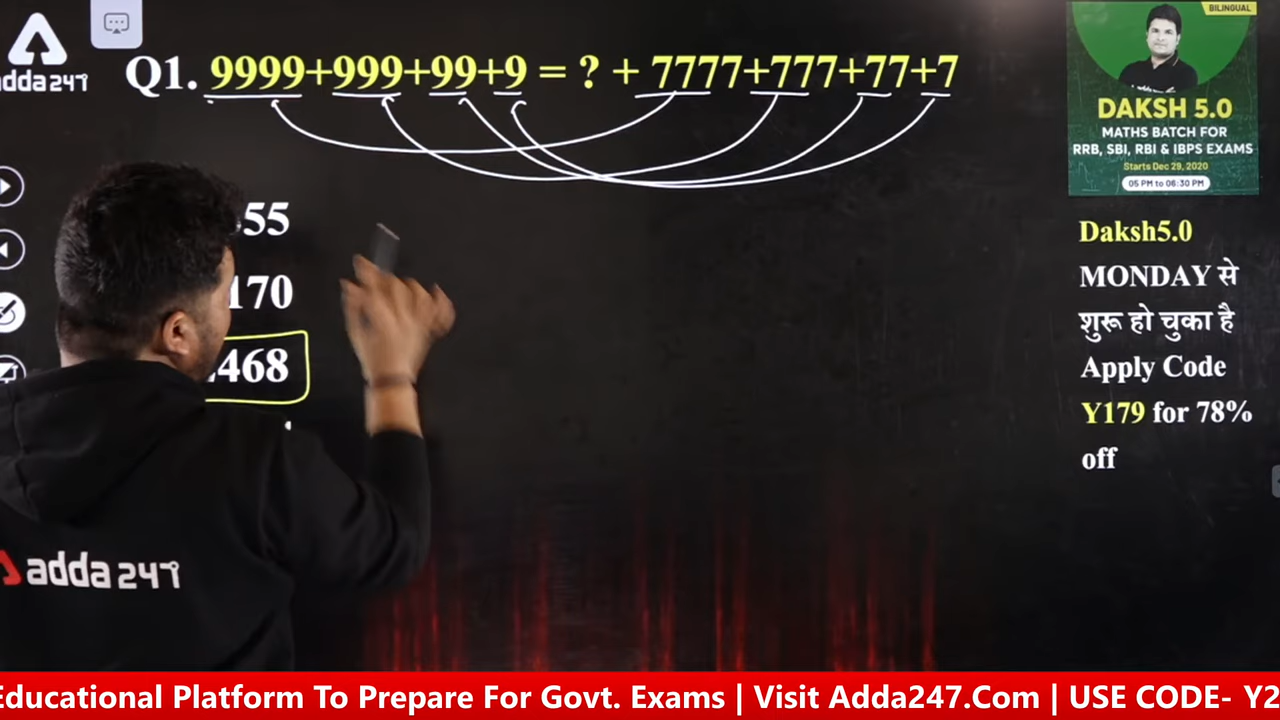 adda247
Q1. 9999+999+99+9 = ? + 7777+777+77+7
55
170
468
BILINGUAL
DAKSH 5.0
MATHS BATCH FOR
RRB, SBI, RBI & IBPS EXAMS
Starts Dec 29, 2020
05 PM to 06:30 PM
Daksh5.0
MONDAY से
शुरू हो चुका है
Apply Code
Y179 for 78%
off
adda247
Educational Platform To Prepare For Govt. Exams | Visit Adda247.Com | USE CODE- Y2